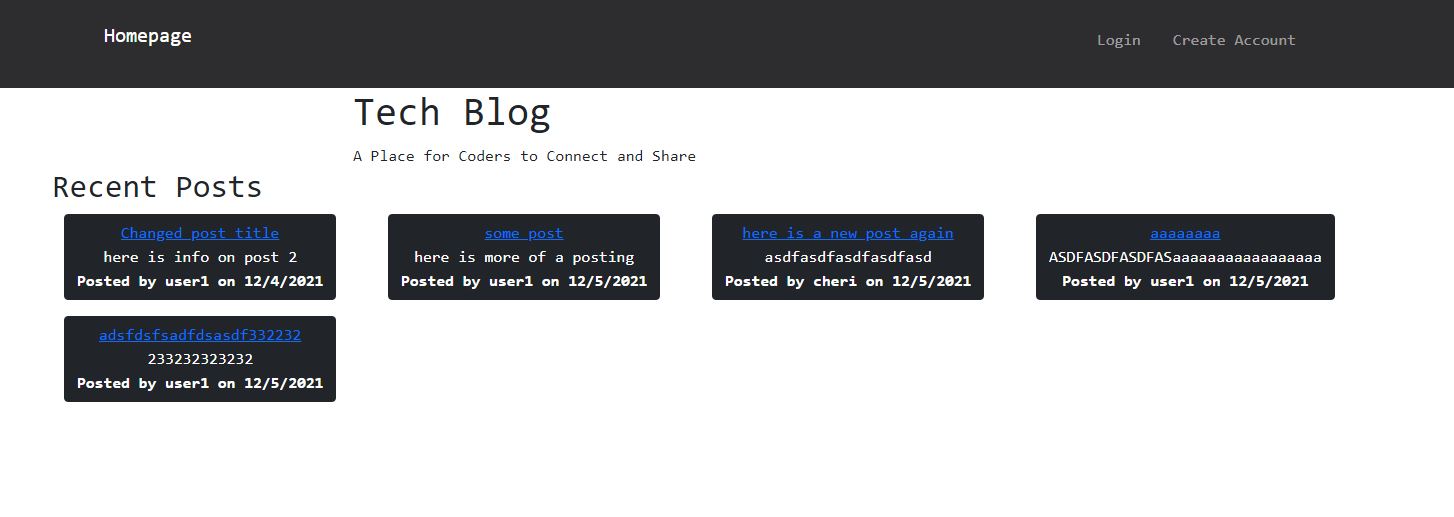 Homepage
Login
Create Account
Tech Blog
A Place for Coders to Connect and Share
Recent Posts
Changed post title
here is info on post 2
Posted by user1 on 12/4/2021
some post
here is more of a posting
Posted by user1 on 12/5/2021
here is a new post again
asdfasdfasdfasdfasd
Posted by cheri on 12/5/2021
aaaaaaaa
ASDFASDFASDFASaaaaaaaaaaaaaaaaa
Posted by user1 on 12/5/2021
adsfdsfsadfdsasdf332232
233232323232
Posted by user1 on 12/5/2021